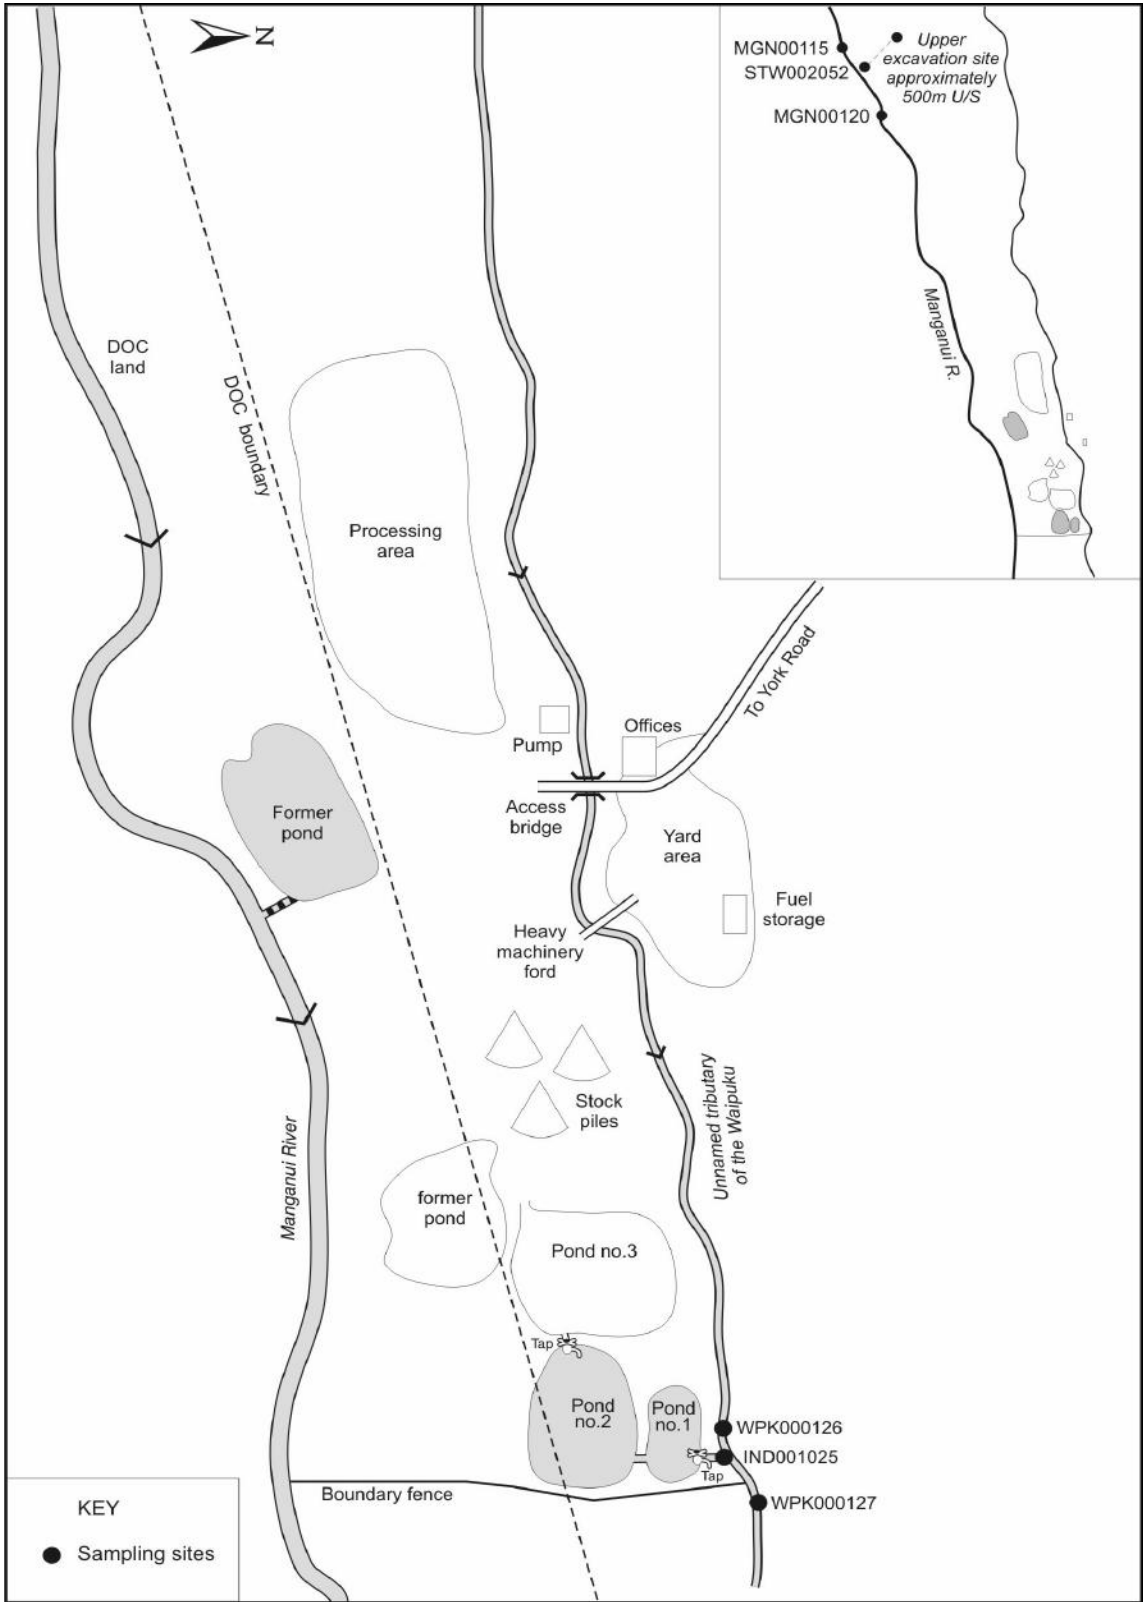 N
MGN00115
STW002052
MGN00120
Upper
excavation site
approximately
500m U/S
Manganui R.
DOC
land
DOC boundary
Processing
area
To York Road
Pump
Offices
Access
bridge
Former
pond
Yard
area
Fuel
storage
Heavy
machinery
ford
Stock
piles
Unnamed tributary
of the Waipuku
Manganui River
former
pond
Pond no.3
Tap
Pond
no.2
Pond
no.1
Tap
WPK000126
IND001025
WPK000127
Boundary fence
KEY
Sampling sites